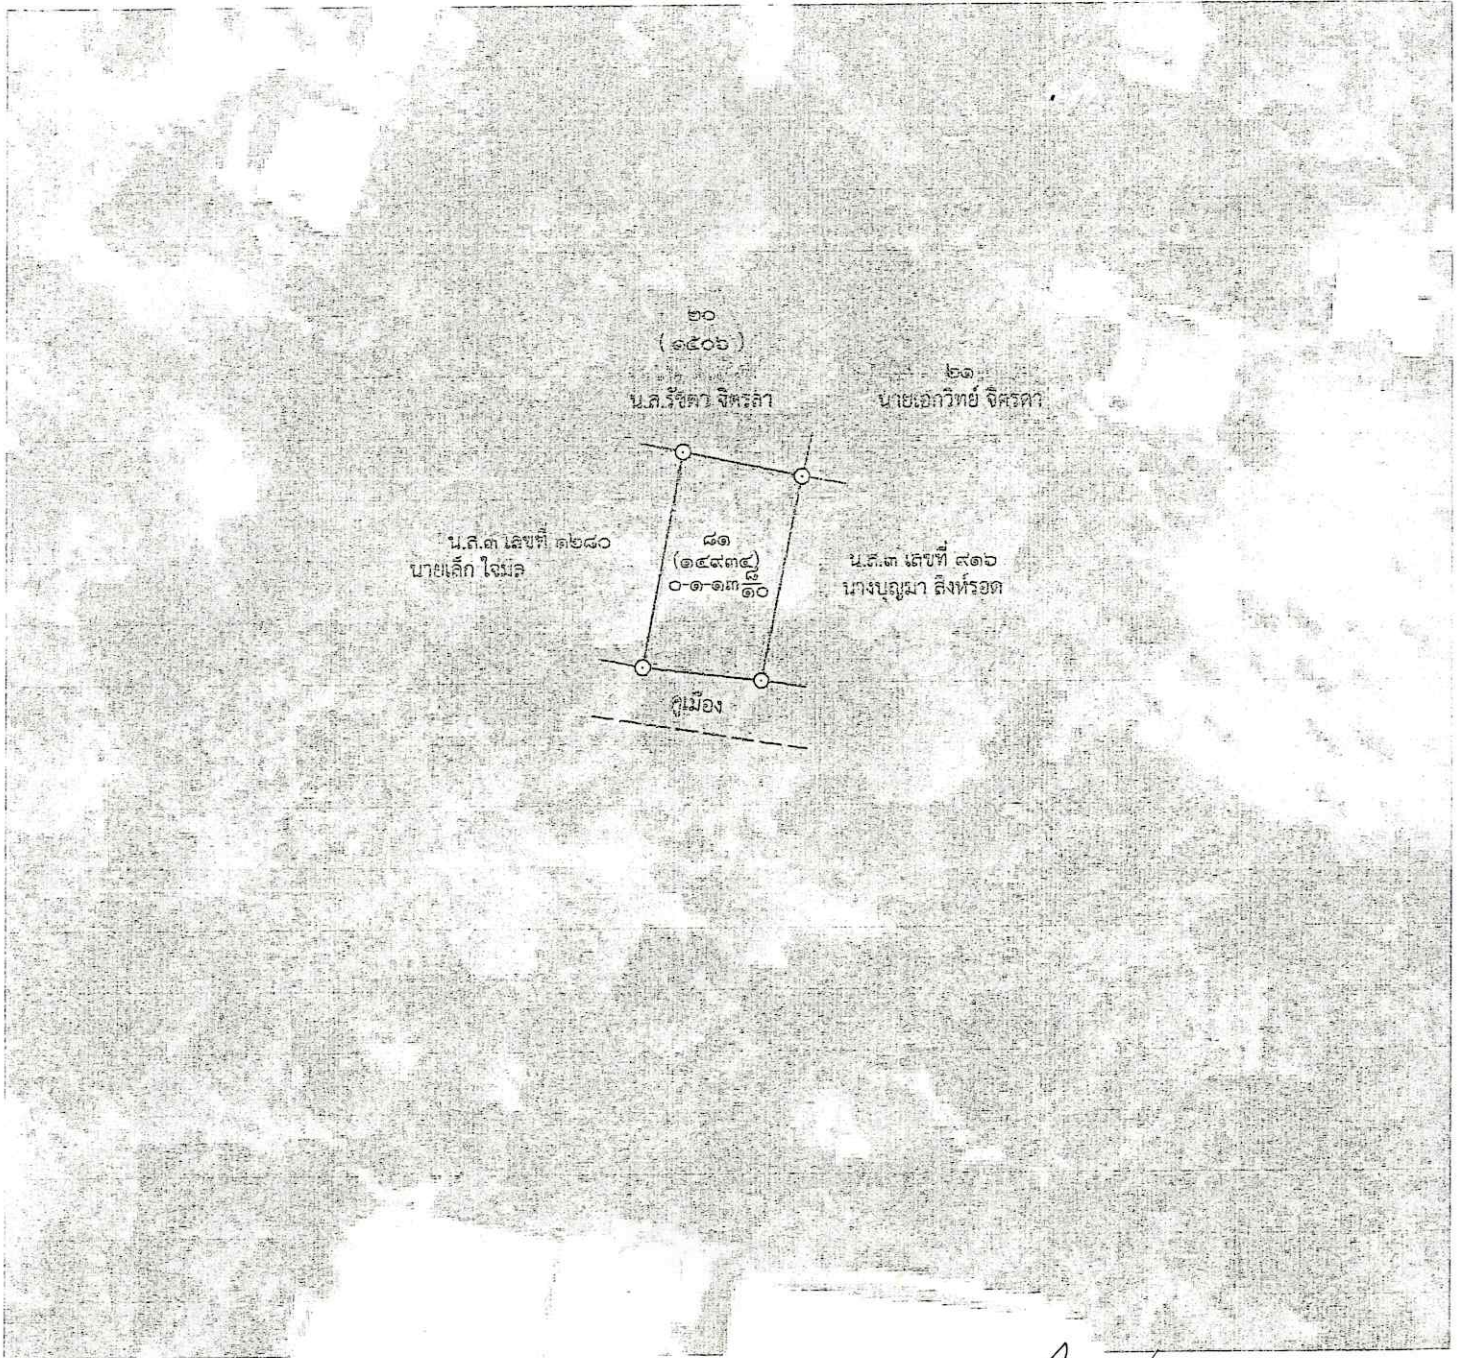 ๒๐
( ๑๕๐๖ )
น.ส.รัชดา จิตรลา
๒๑
นายเอกวิทย์ จิตรดา
น.ส.๓ เลขที่ ๑๒๘๐
นายเล็ก ใจมล
๘๑
(๑๔๙๓๔)
๐-๑-๑๓ ๘/๑๐
น.ส.๓ เลขที่ ๙๑๖
นางบุญมา สิงห์รอด
คูเมือง